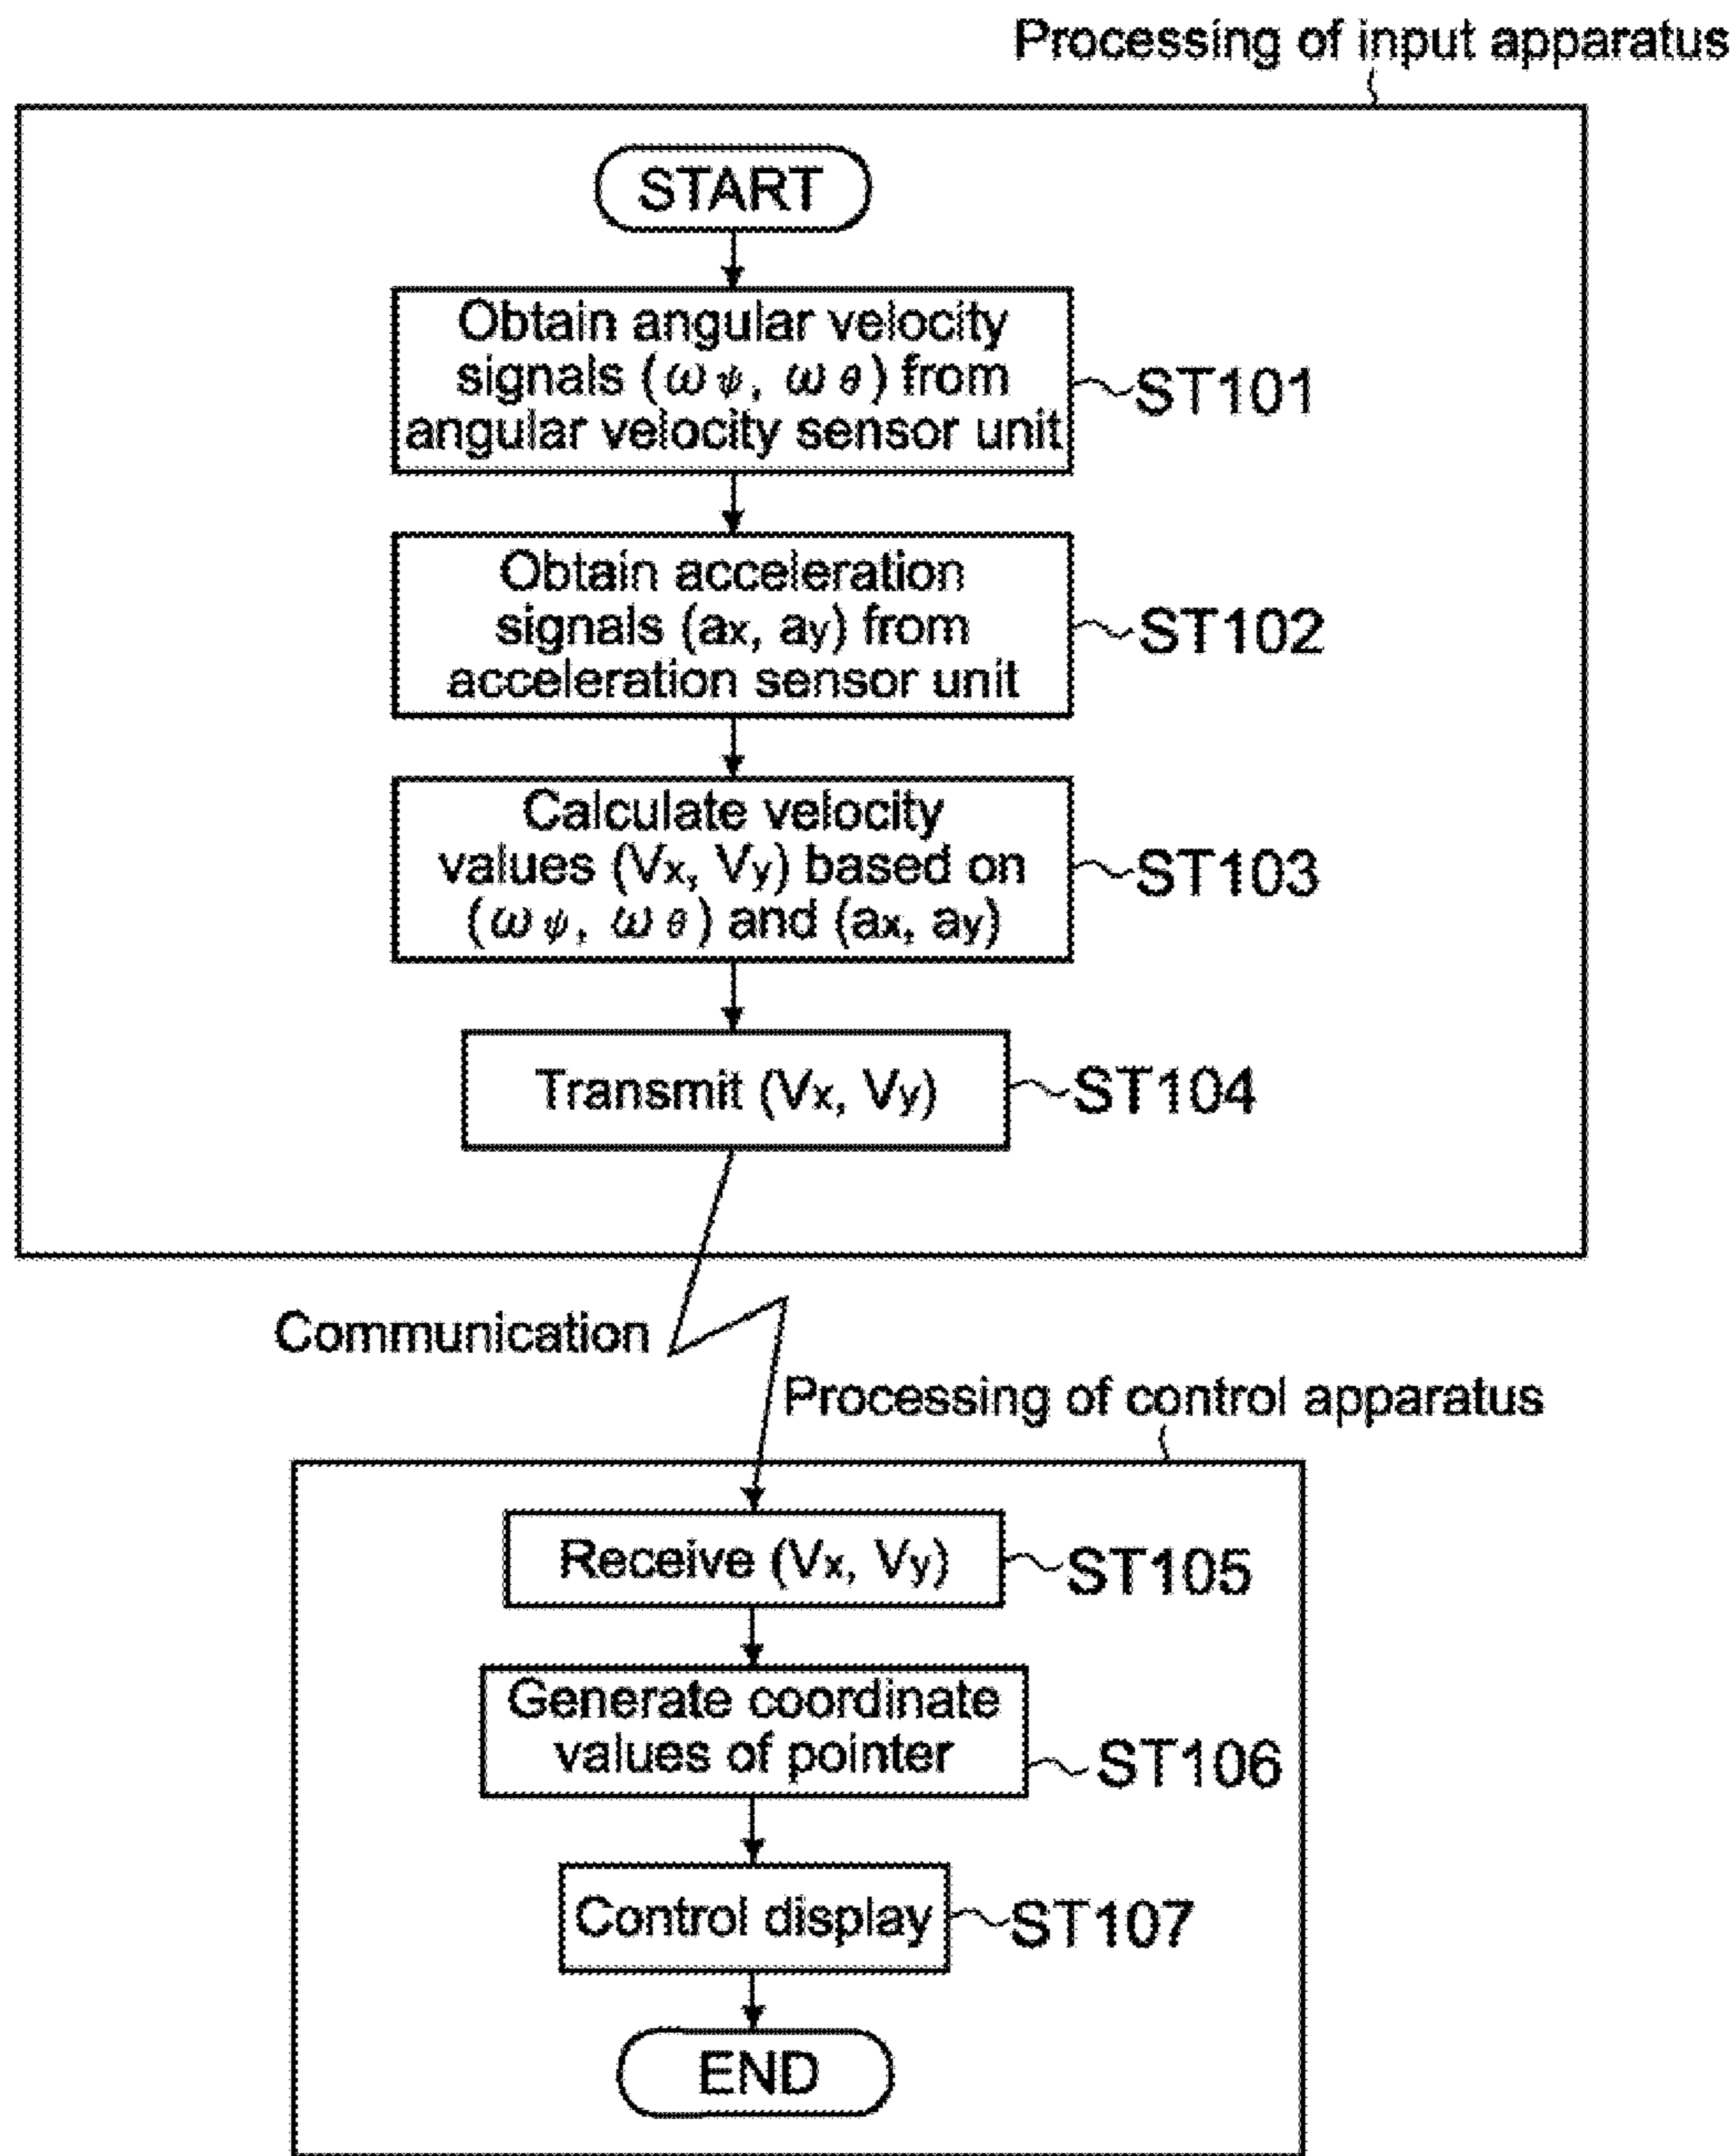 Processing of input apparatus
START
Obtain angular velocity
signals (ωψ, ωθ) from
angular velocity sensor unit
ST101
Obtain acceleration
signals (ax, ay) from
acceleration sensor unit
ST102
Calculate velocity
values (Vx, Vy) based on
(ωψ, ωθ) and (ax, ay)
ST103
Transmit (Vx, Vy)
ST104
Communication
Processing of control apparatus
Receive (Vx, Vy)
ST105
Generate coordinate
values of pointer
ST106
Control display
ST107
END